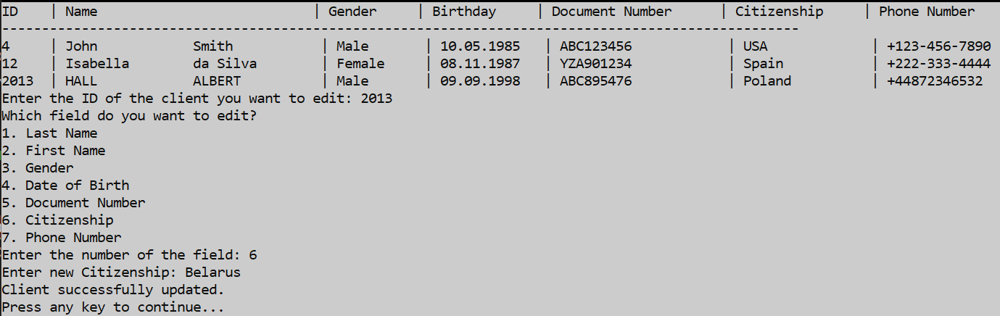 ID    | Name                           | Gender     | Birthday     | Document Number      | Citizenship     | Phone Number
----------------------------------------------------------------------------------------------------
4     | John            Smith           | Male       | 10.05.1985   | ABC123456            | USA             | +123-456-7890
12    | Isabella        da Silva        | Female     | 08.11.1987   | YZA901234            | Spain           | +222-333-4444
2013  | HALL            ALBERT          | Male       | 09.09.1998   | ABC895476            | Poland          | +44872346532
Enter the ID of the client you want to edit: 2013
Which field do you want to edit?
1. Last Name
2. First Name
3. Gender
4. Date of Birth
5. Document Number
6. Citizenship
7. Phone Number
Enter the number of the field: 6
Enter new Citizenship: Belarus
Client successfully updated.
Press any key to continue...